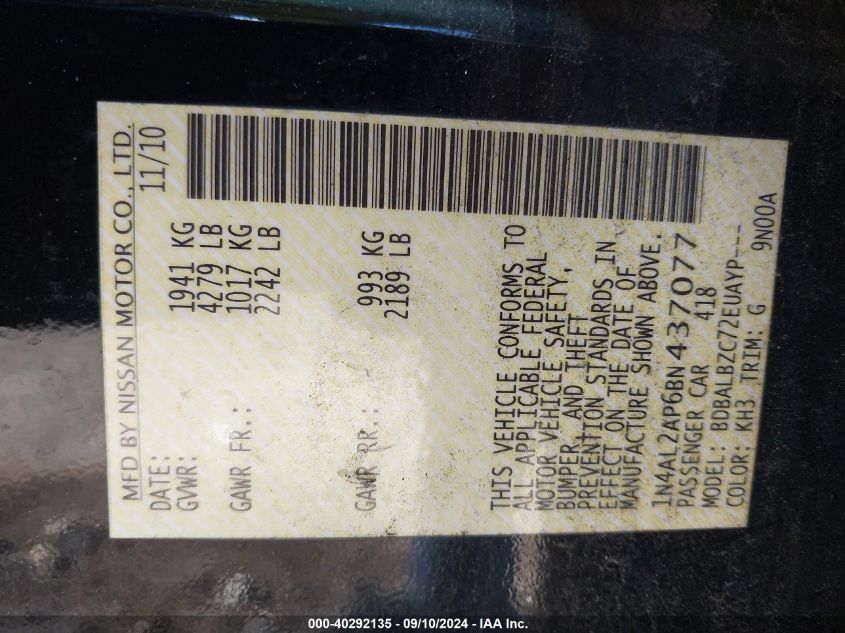 MFD BY NISSAN MOTOR CO., LTD.
DATE: 11/10
GVWR: 1941 KG
4279 LB
GAWR FR.: 1017 KG
2242 LB
GAWR RR.: 993 KG
2189 LB
THIS VEHICLE CONFORMS TO
ALL APPLICABLE FEDERAL
MOTOR VEHICLE SAFETY,
BUMPER AND THEFT
PREVENTION STANDARDS IN
EFFECT ON THE DATE OF
MANUFACTURE SHOWN ABOVE.
1N4AL2AP6BN437077
PASSENGER CAR 418
MODEL: BDBALBZC72EUAYP---
COLOR: KH3 TRIM: G 9N00A
000-40292135 - 09/10/2024 - IAA Inc.